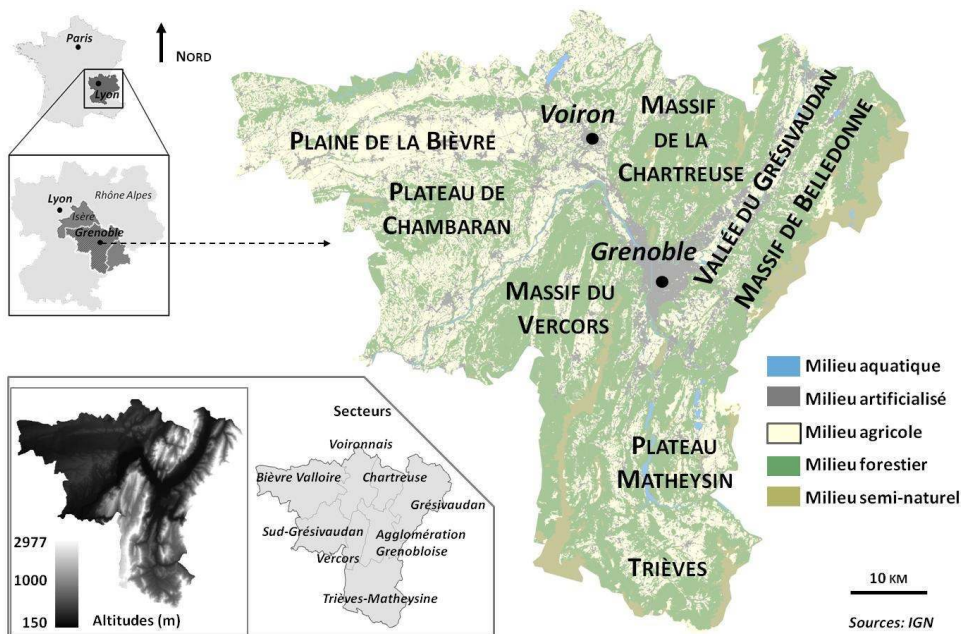 Paris
NORD
Lyon
Lyon
Rhône Alpes
Isère
Grenoble
Voiron
MASSIF
DE LA
CHARTREUSE
PLAINE DE LA BIÈVRE
PLATEAU DE
CHAMBARAN
Grenoble
VALLÉE DU GRÉSIVAUDAN
MASSIF DE BELLEDONNE
MASSIF DU
VERCORS
PLATEAU
MATHEYSIN
TRIÈVES
Milieu aquatique
Milieu artificialisé
Milieu agricole
Milieu forestier
Milieu semi-naturel
10 KM
Sources: IGN
2977
1000
150
Altitudes (m)
Secteurs
Voironnais
Bièvre Valloire
Chartreuse
Grésivaudan
Sud-Grésivaudan
Agglomération
Grenobloise
Vercors
Trièves-Matheysine